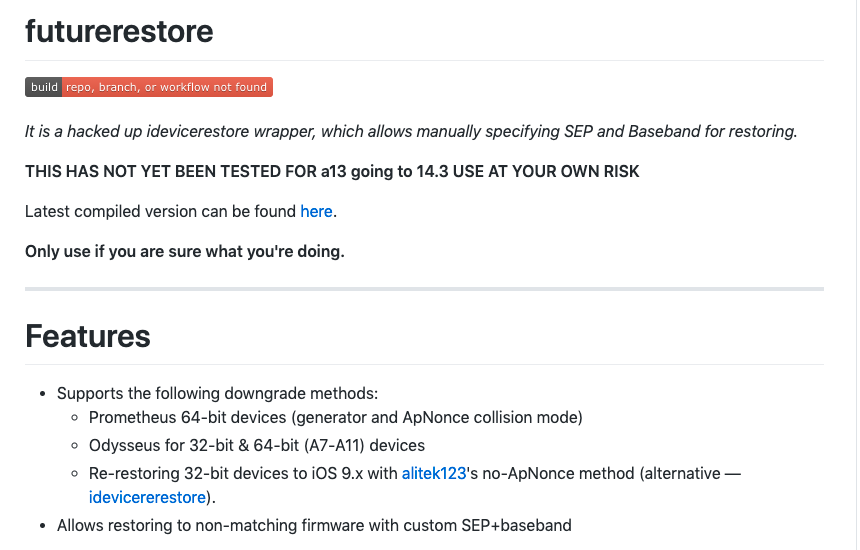 futurerestore
build repo, branch, or workflow not found
It is a hacked up idevicerestore wrapper, which allows manually specifying SEP and Baseband for restoring.
THIS HAS NOT YET BEEN TESTED FOR a13 going to 14.3 USE AT YOUR OWN RISK
Latest compiled version can be found here.
Only use if you are sure what you're doing.
Features
• Supports the following downgrade methods:
◦ Prometheus 64-bit devices (generator and ApNonce collision mode)
◦ Odysseus for 32-bit & 64-bit (A7-A11) devices
◦ Re-restoring 32-bit devices to iOS 9.x with alitek123's no-ApNonce method (alternative —
idevicererestore).
• Allows restoring to non-matching firmware with custom SEP+baseband